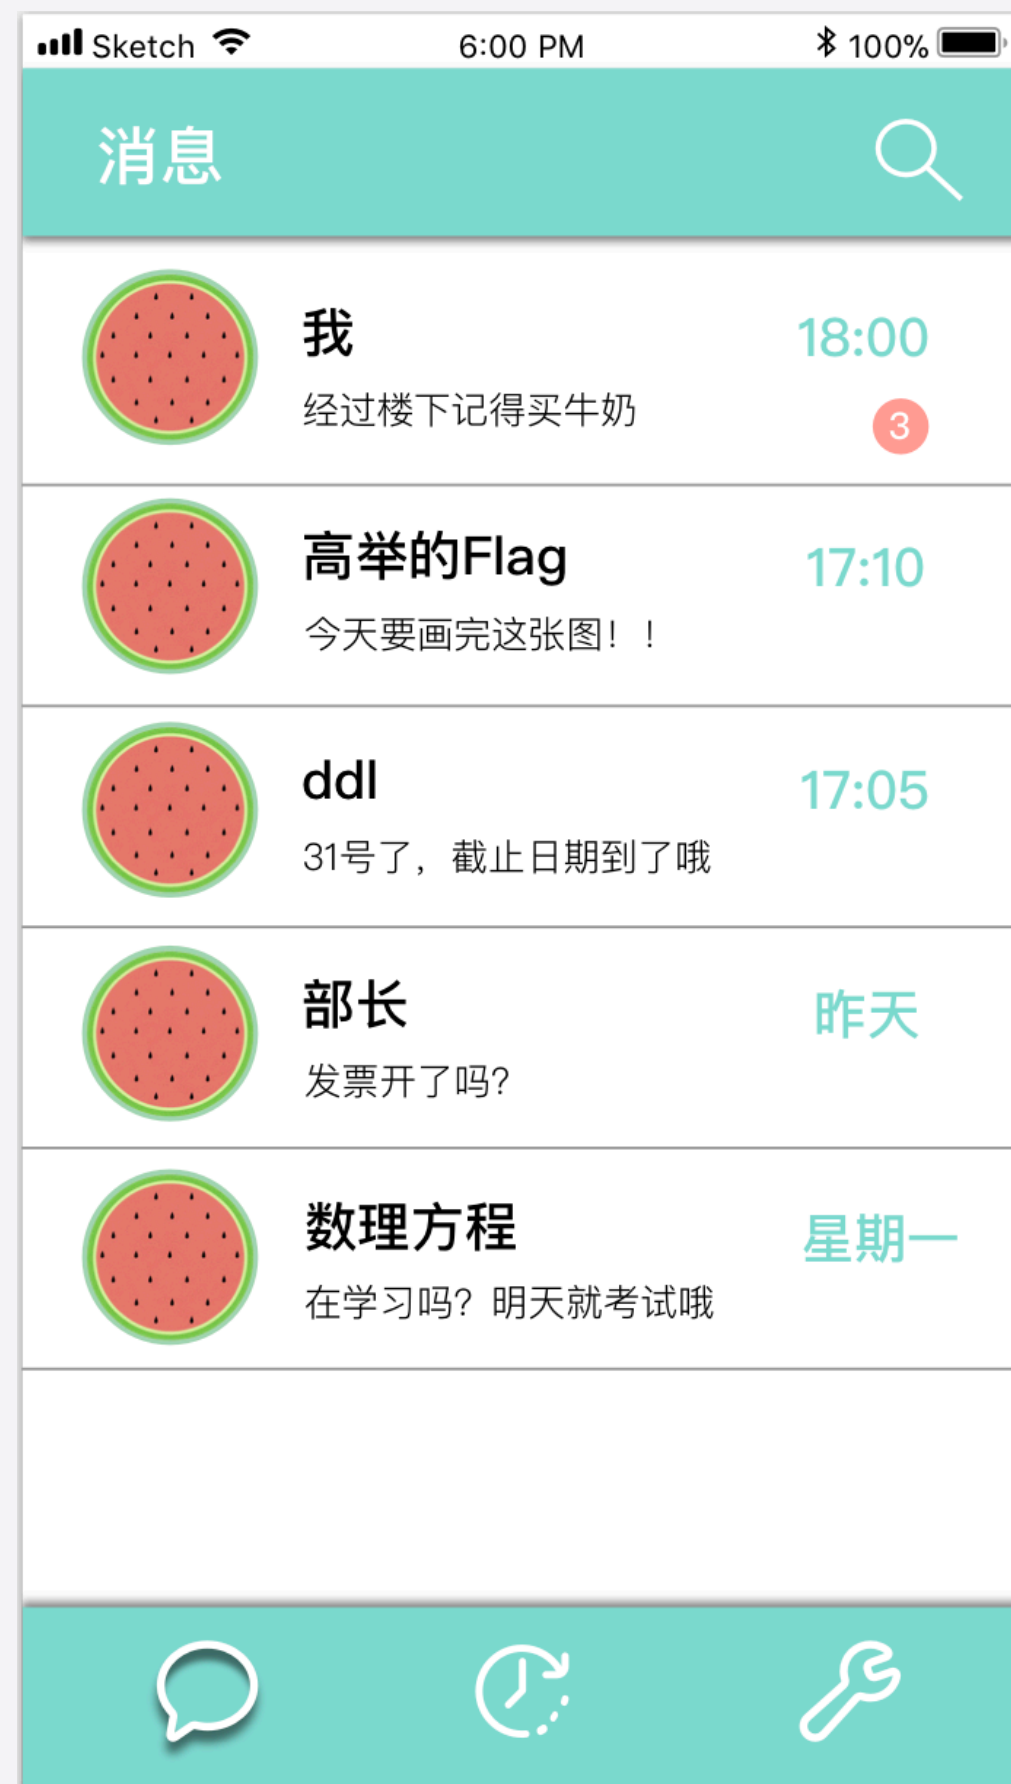 Sketch 6:00 PM 100%
消息
我 18:00
经过楼下记得买牛奶 3
高举的Flag 17:10
今天要画完这张图！！
ddl 17:05
31号了，截止日期到了哦
部长 昨天
发票开了吗？
数理方程 星期一
在学习吗？明天就考试哦